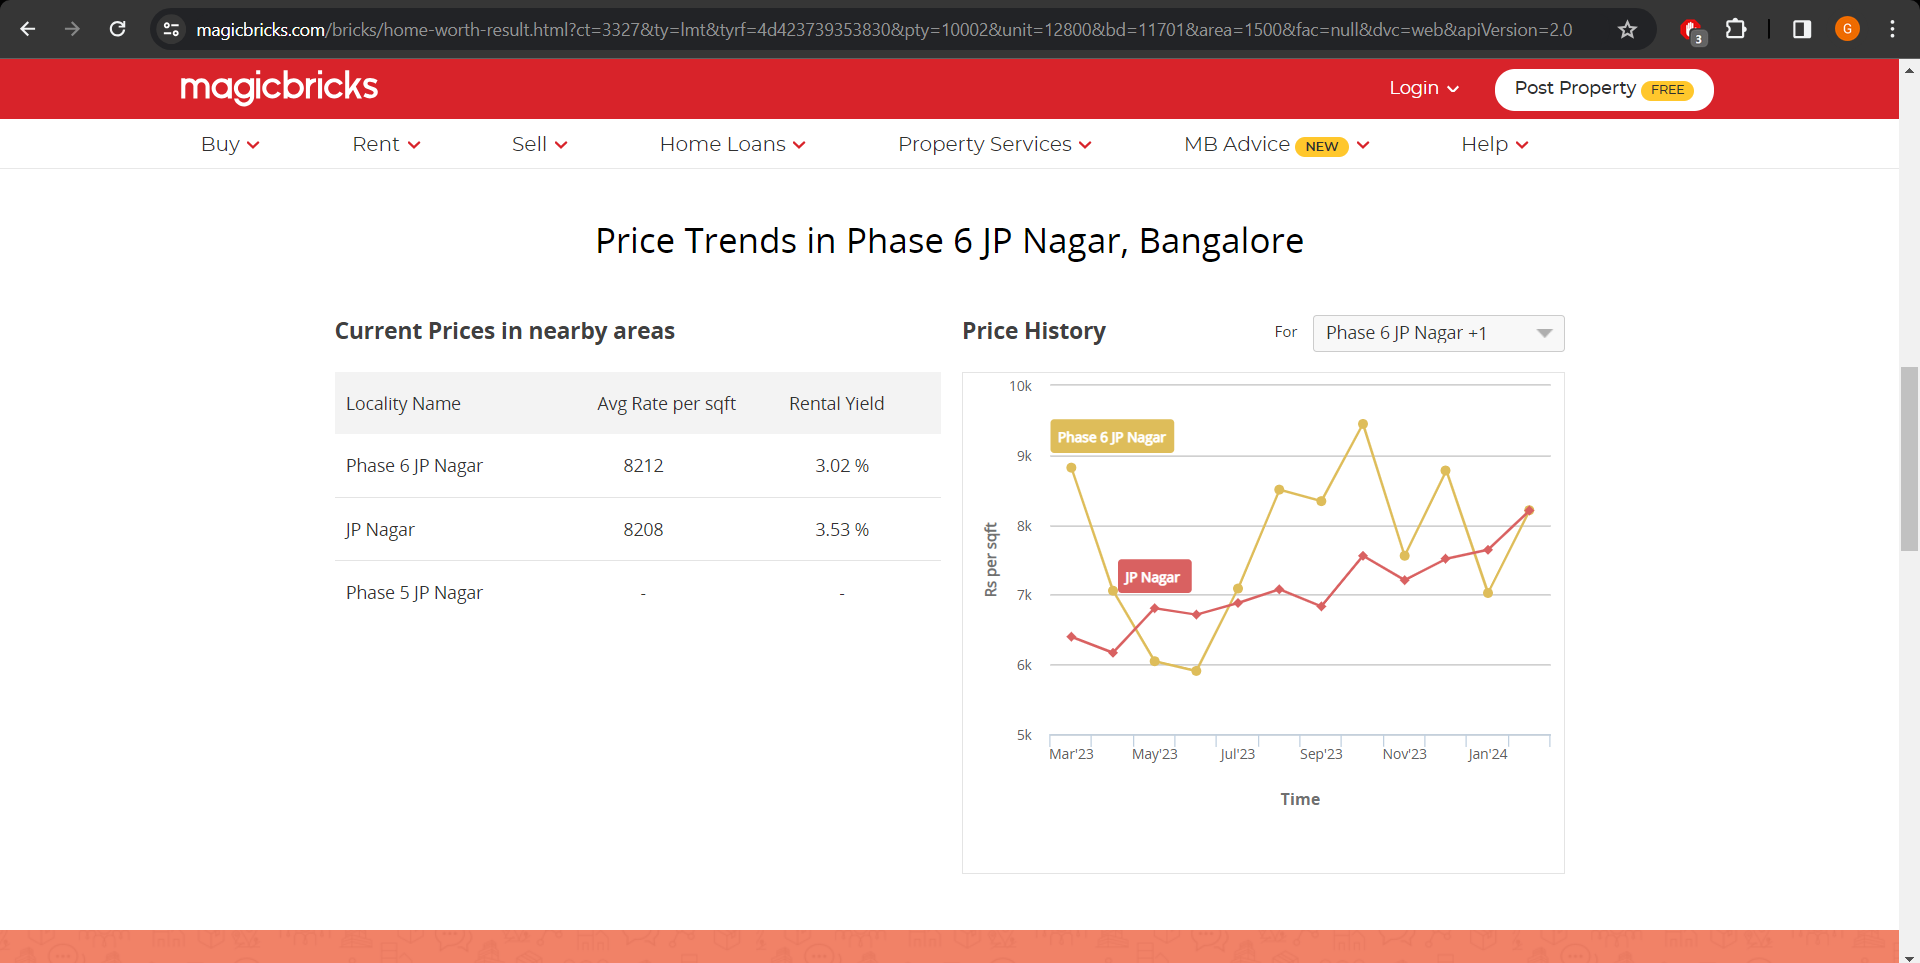 magicbricks.com/bricks/home-worth-result.html?ct=3327&ty=lmt&tyrf=4d423739353830&pty=10002&unit=12800&bd=11701&area=1500&fac=null&dvc=web&apiVersion=2.0
3
G
magicbricks
Login
Post Property FREE
Buy
Rent
Sell
Home Loans
Property Services
MB Advice NEW
Help
Price Trends in Phase 6 JP Nagar, Bangalore
Current Prices in nearby areas
Locality Name Avg Rate per sqft Rental Yield
Phase 6 JP Nagar 8212 3.02 %
JP Nagar 8208 3.53 %
Phase 5 JP Nagar - -
Price History
For Phase 6 JP Nagar +1
10k
9k
8k
7k
6k
5k
Rs per sqft
Phase 6 JP Nagar
JP Nagar
Mar'23 May'23 Jul'23 Sep'23 Nov'23 Jan'24
Time